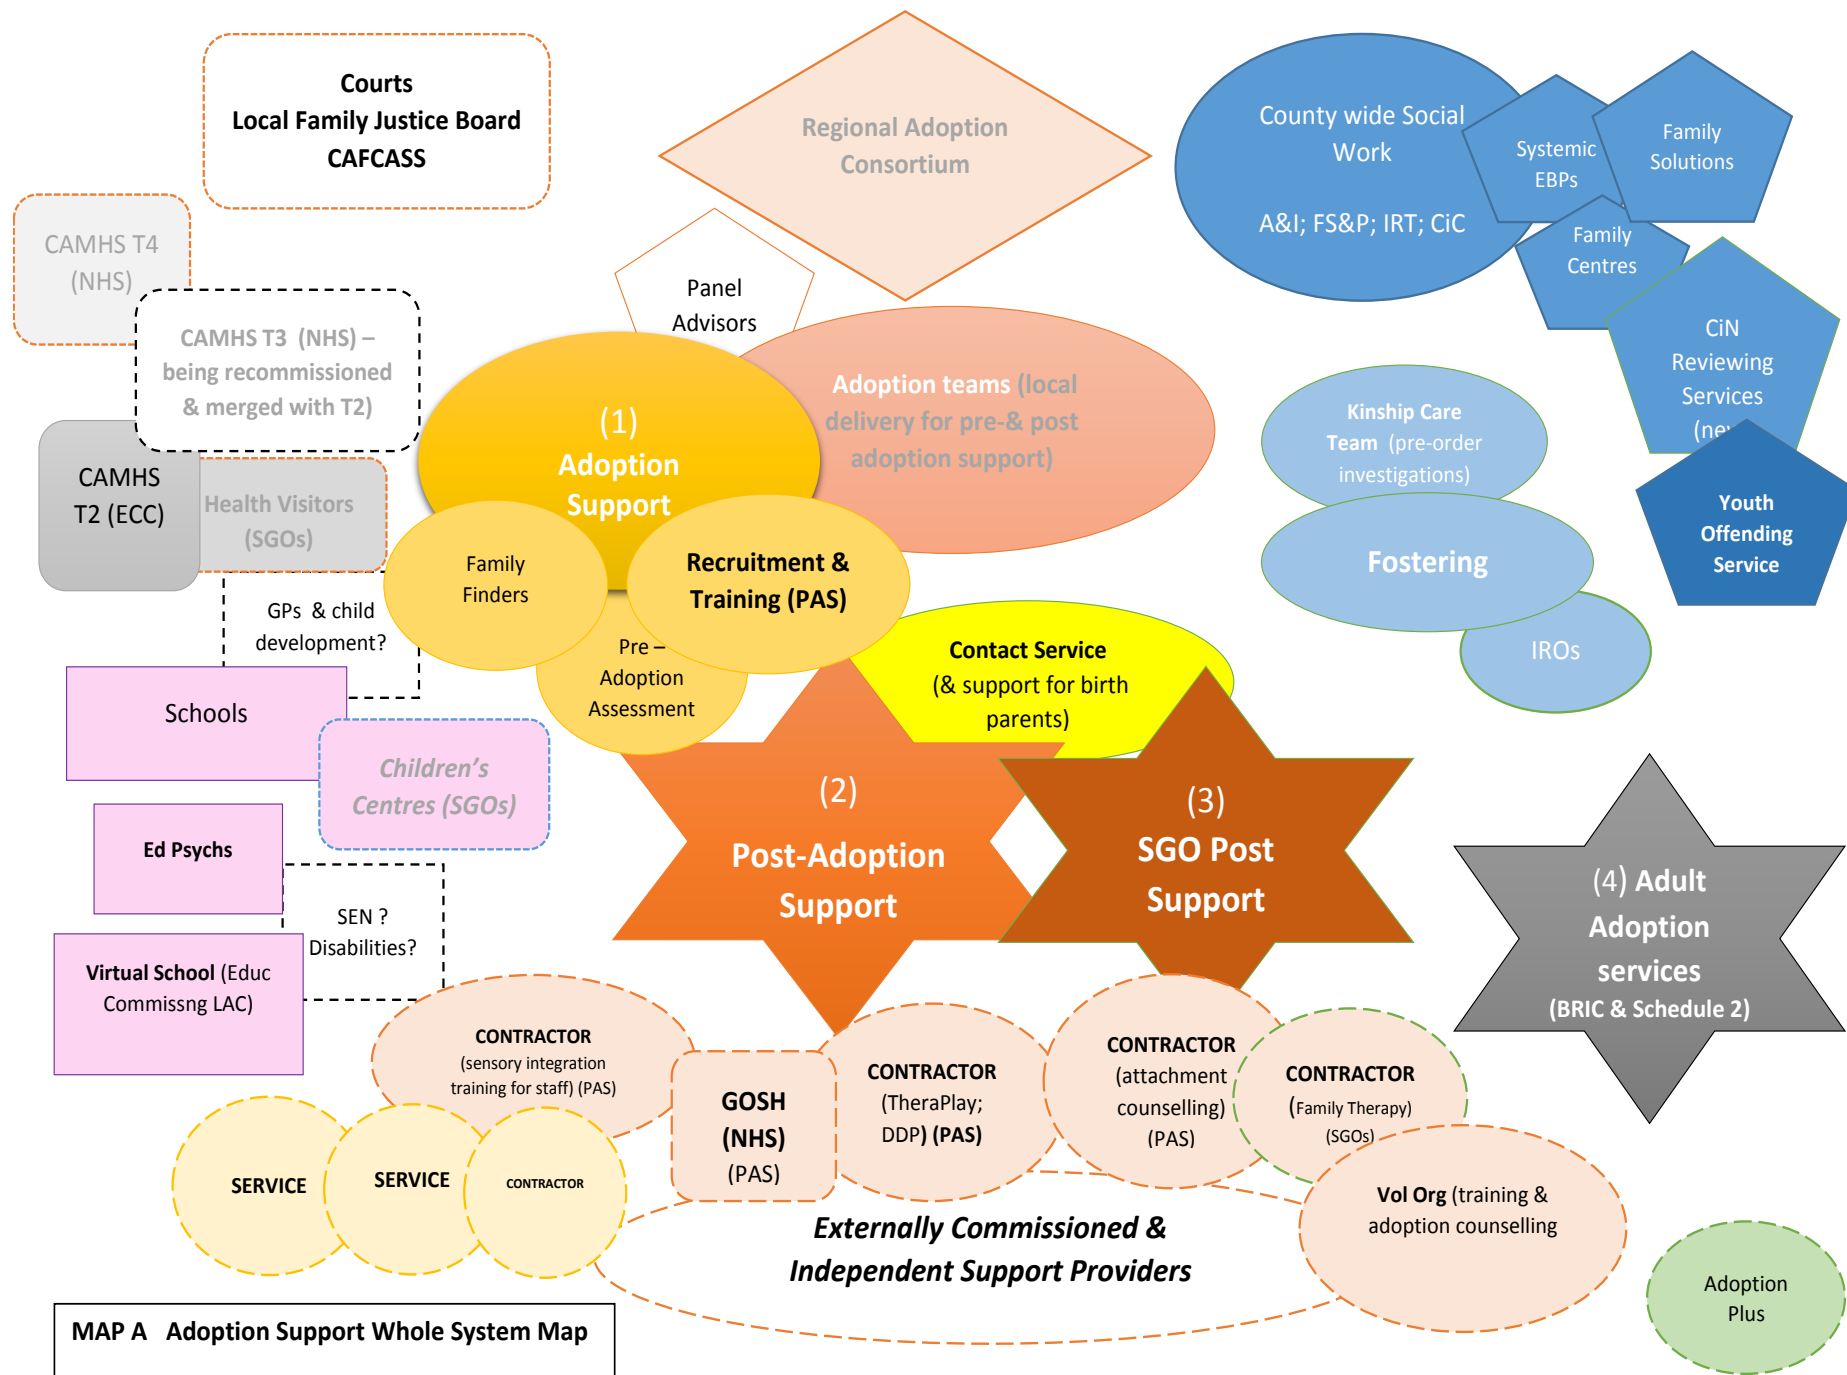 Courts
Local Family Justice Board
CAFCASS
Regional Adoption
Consortium
County wide Social
Work
A&I; FS&P; IRT; CiC
Systemic
EBPs
Family
Solutions
Family
Centres
CAMHS T4
(NHS)
Panel
Advisors
CAMHS T3  (NHS) –
being recommissioned
& merged with T2)
CiN
Reviewing
Services
Adoption teams (local
delivery for pre-& post
adoption support)
(1)
Adoption
Support
Kinship Care
Team  (pre-order
investigations)
CAMHS
T2 (ECC)
Health Visitors
(SGOs)
Youth
Offending
Service
Family
Finders
Recruitment &
Training (PAS)
Fostering
GPs  & child
development?
Pre –
Adoption
Assessment
Contact Service
(& support for birth
parents)
IROs
Schools
Children’s
Centres (SGOs)
(2)
Post-Adoption
Support
(3)
SGO Post
Support
(4) Adult
Adoption
services
(BRIC & Schedule 2)
Ed Psychs
SEN ?
Disabilities?
Virtual School (Educ
Commissng LAC)
CONTRACTOR
(sensory integration
training for staff) (PAS)
GOSH
(NHS)
(PAS)
CONTRACTOR
(TheraPlay;
DDP) (PAS)
CONTRACTOR
(attachment
counselling)
(PAS)
CONTRACTOR
(Family Therapy)
(SGOs)
SERVICE
SERVICE
CONTRACTOR
Vol Org (training &
adoption counselling
Externally Commissioned &
Independent Support Providers
Adoption
Plus
MAP A   Adoption Support Whole System Map